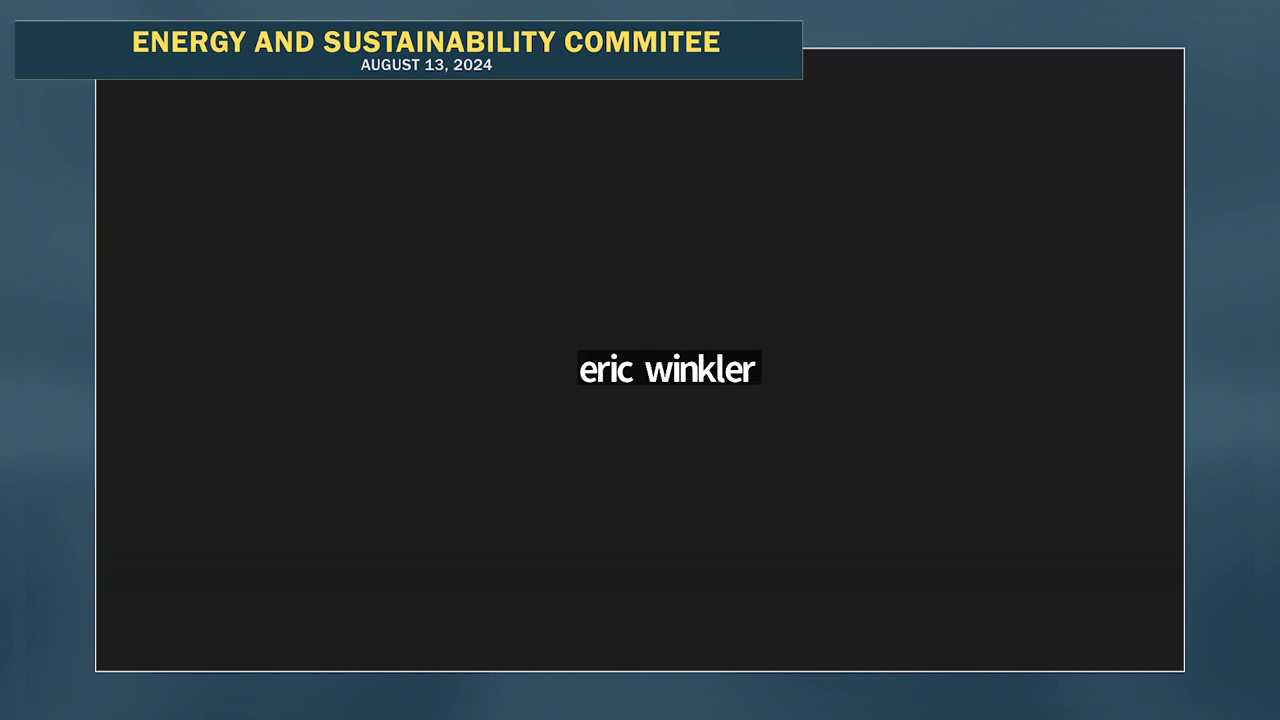 ENERGY AND SUSTAINABILITY COMMITEE
AUGUST 13, 2024
eric winkler